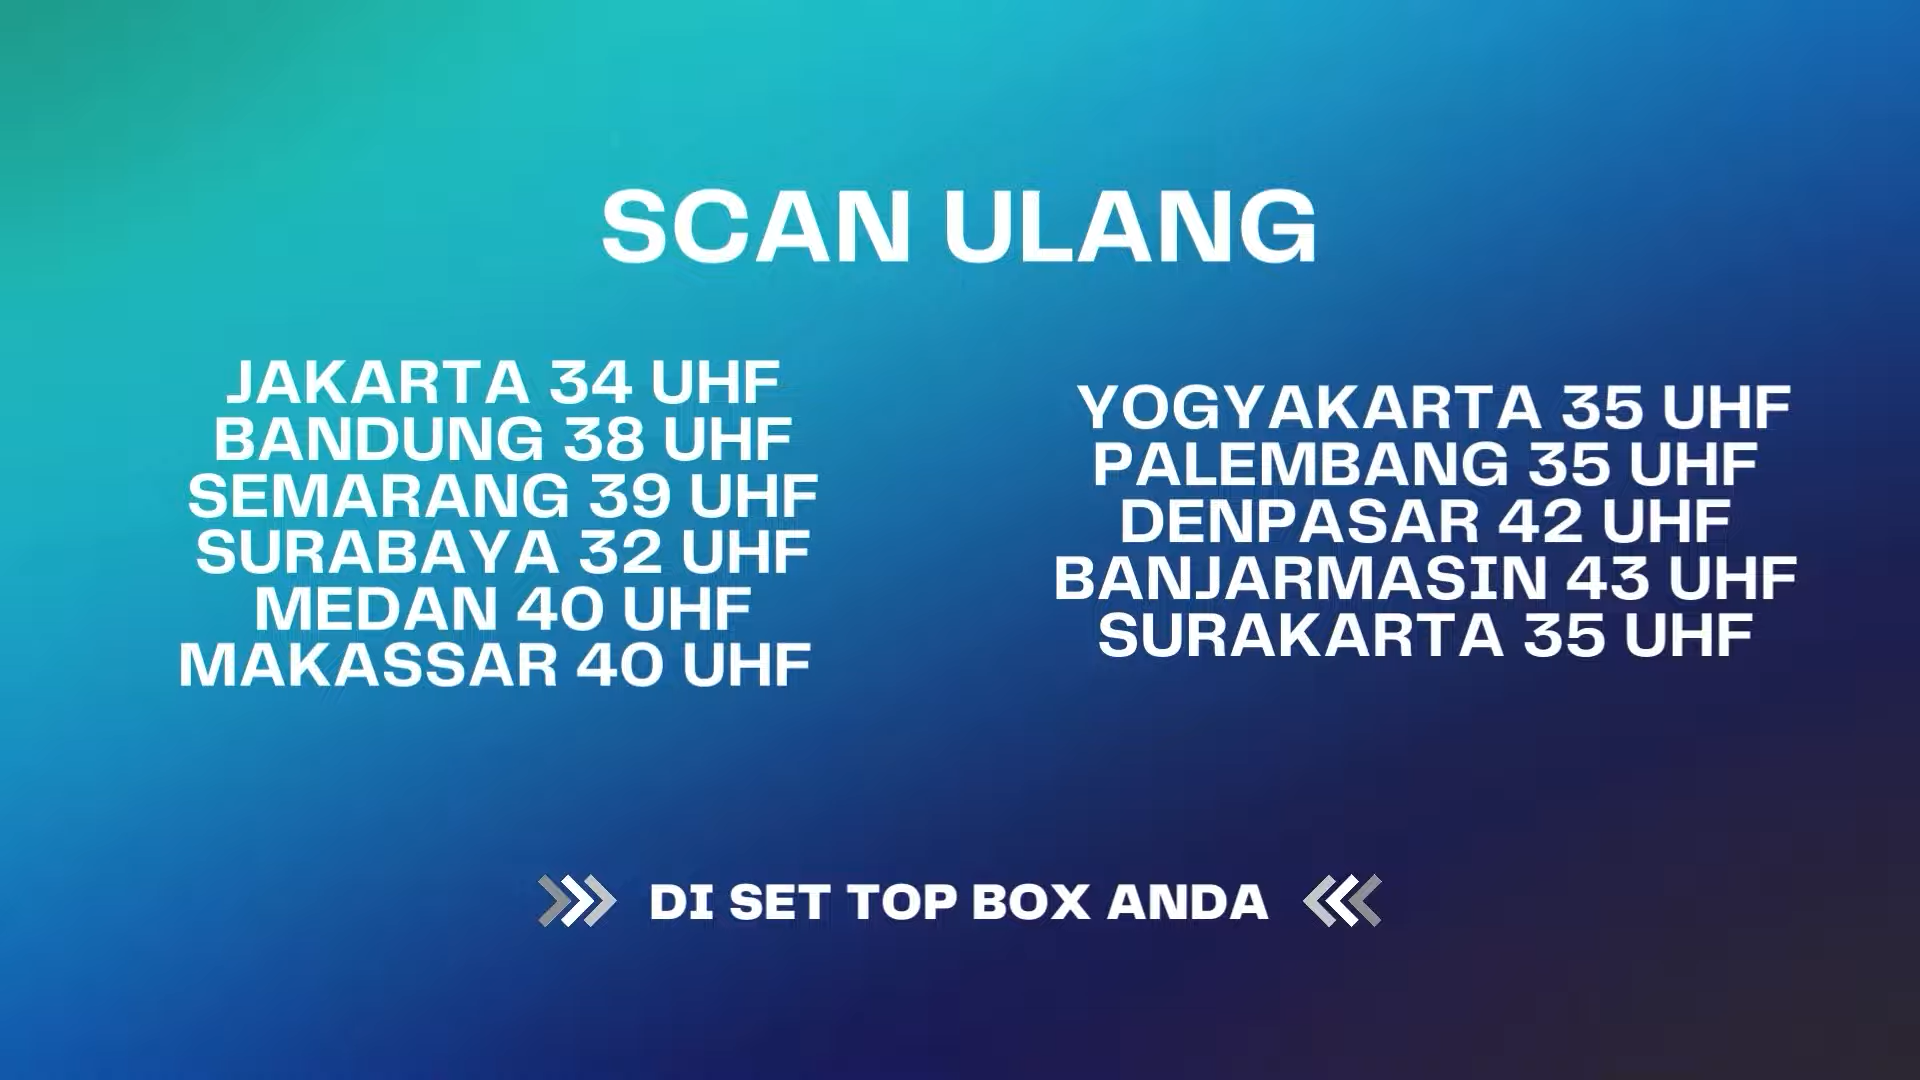 SCAN ULANG
JAKARTA 34 UHF
BANDUNG 38 UHF
SEMARANG 39 UHF
SURABAYA 32 UHF
MEDAN 40 UHF
MAKASSAR 40 UHF
YOGYAKARTA 35 UHF
PALEMBANG 35 UHF
DENPASAR 42 UHF
BANJARMASIN 43 UHF
SURAKARTA 35 UHF
DI SET TOP BOX ANDA